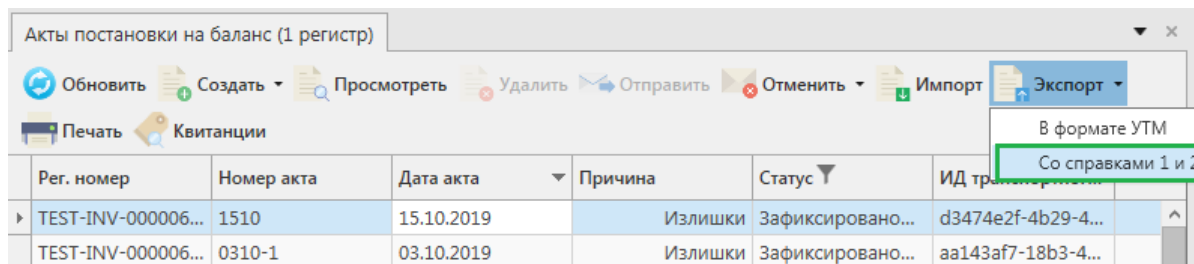 Акты постановки на баланс (1 регистр)
Обновить Создать Просмотреть Удалить Отправить Отменить Импорт Экспорт
Печать Квитанции
В формате УТМ
Со справками 1 и 2
Рег. номер Номер акта Дата акта Причина Статус ИД
TEST-INV-000006... 1510 15.10.2019 Излишки Зафиксировано... d3474e2f-4b29-4...
TEST-INV-000006... 0310-1 03.10.2019 Излишки Зафиксировано... aa143af7-18b3-4...